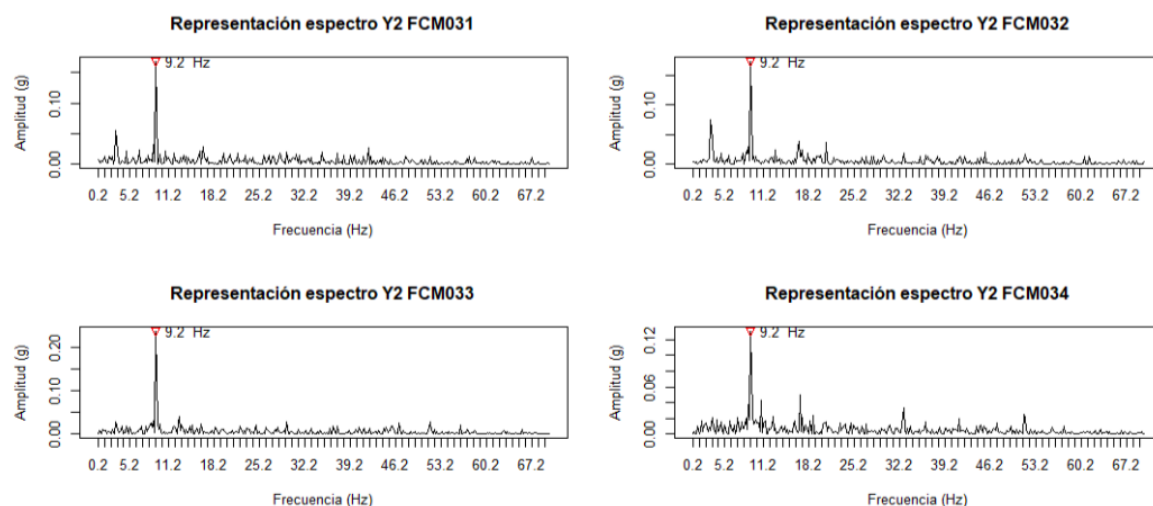 Representación espectro Y2 FCM031
Amplitud (g)
0.00 0.10
9.2 Hz
0.2 5.2 11.2 18.2 25.2 32.2 39.2 46.2 53.2 60.2 67.2
Frecuencia (Hz)
Representación espectro Y2 FCM032
Amplitud (g)
0.00 0.10
9.2 Hz
0.2 5.2 11.2 18.2 25.2 32.2 39.2 46.2 53.2 60.2 67.2
Frecuencia (Hz)
Representación espectro Y2 FCM033
Amplitud (g)
0.00 0.10 0.20
9.2 Hz
0.2 5.2 11.2 18.2 25.2 32.2 39.2 46.2 53.2 60.2 67.2
Frecuencia (Hz)
Representación espectro Y2 FCM034
Amplitud (g)
0.00 0.06 0.12
9.2 Hz
0.2 5.2 11.2 18.2 25.2 32.2 39.2 46.2 53.2 60.2 67.2
Frecuencia (Hz)